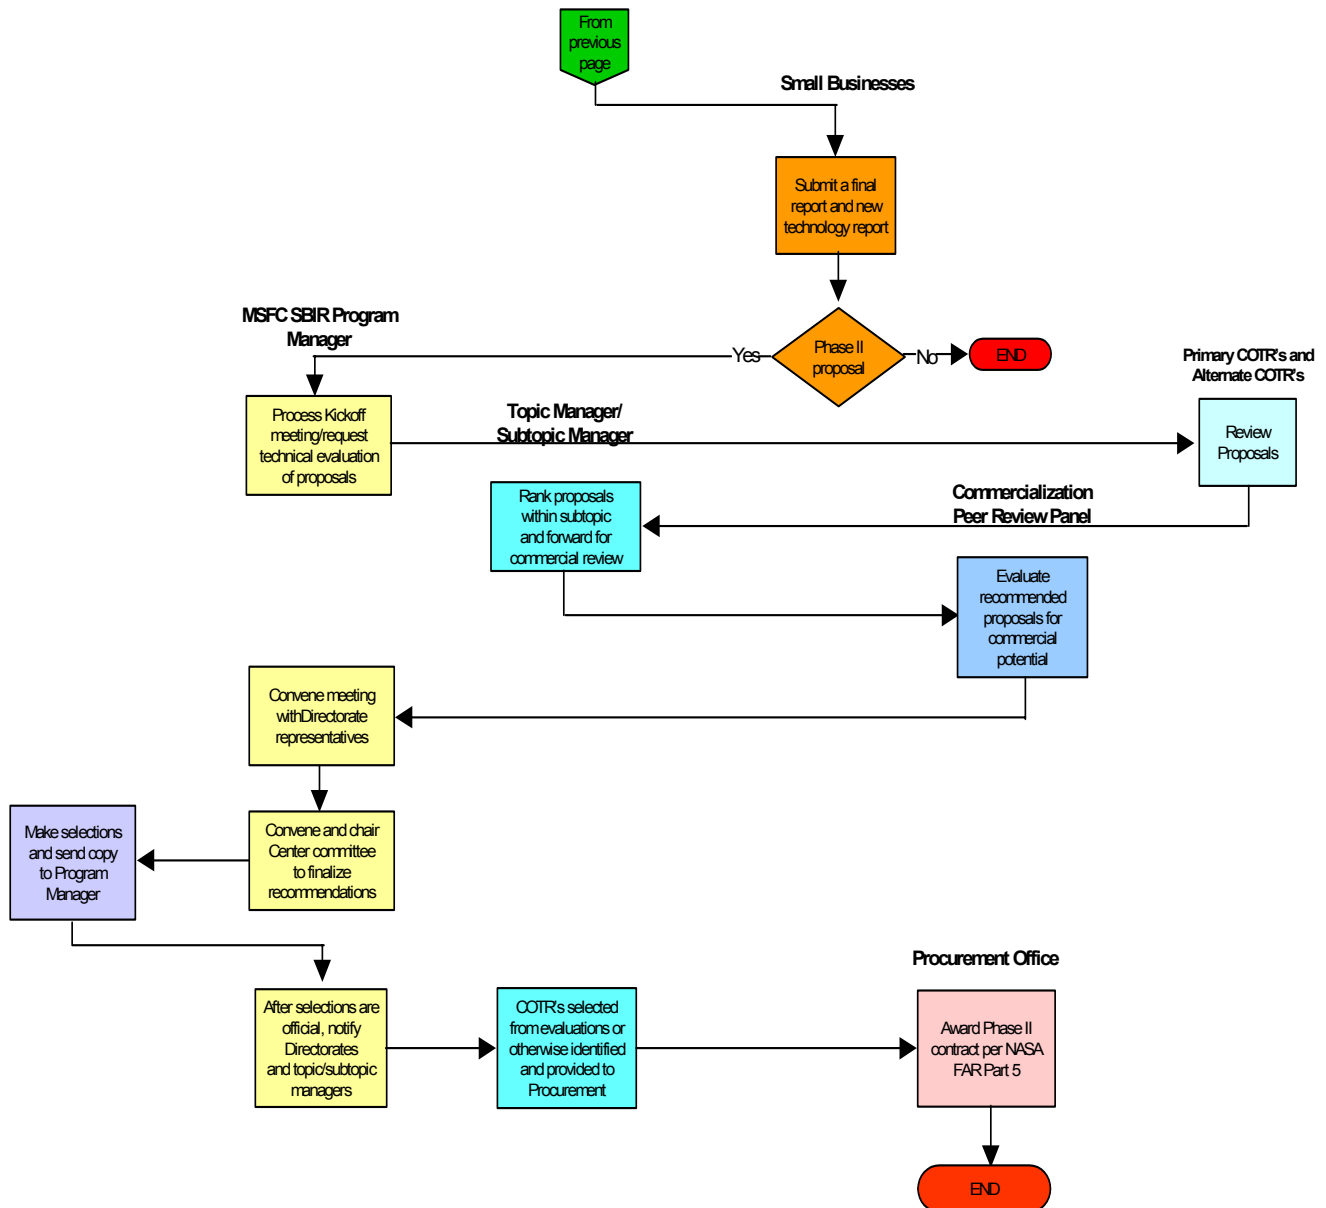 From
previous
page
Small Businesses
Submit a final
report and new
technology report
MSFC SBIR Program
Manager
Yes
Phase II
proposal
No
END
Primary COTR's and
Alternate COTR's
Process Kickoff
meeting/request
technical evaluation
of proposals
Topic Manager/
Subtopic Manager
Review
Proposals
Rank proposals
within subtopic
and forward for
commercial review
Commercialization
Peer Review Panel
Evaluate
recommended
proposals for
commercial
potential
Convene meeting
withDirectorate
representatives
Make selections
and send copy
to Program
Manager
Convene and chair
Center committee
to finalize
recommendations
Procurement Office
After selections are
official, notify
Directorates
and topic/subtopic
managers
COTR's selected
from evaluations or
otherwise identified
and provided to
Procurement
Award Phase II
contract per NASA
FAR Part 5
END